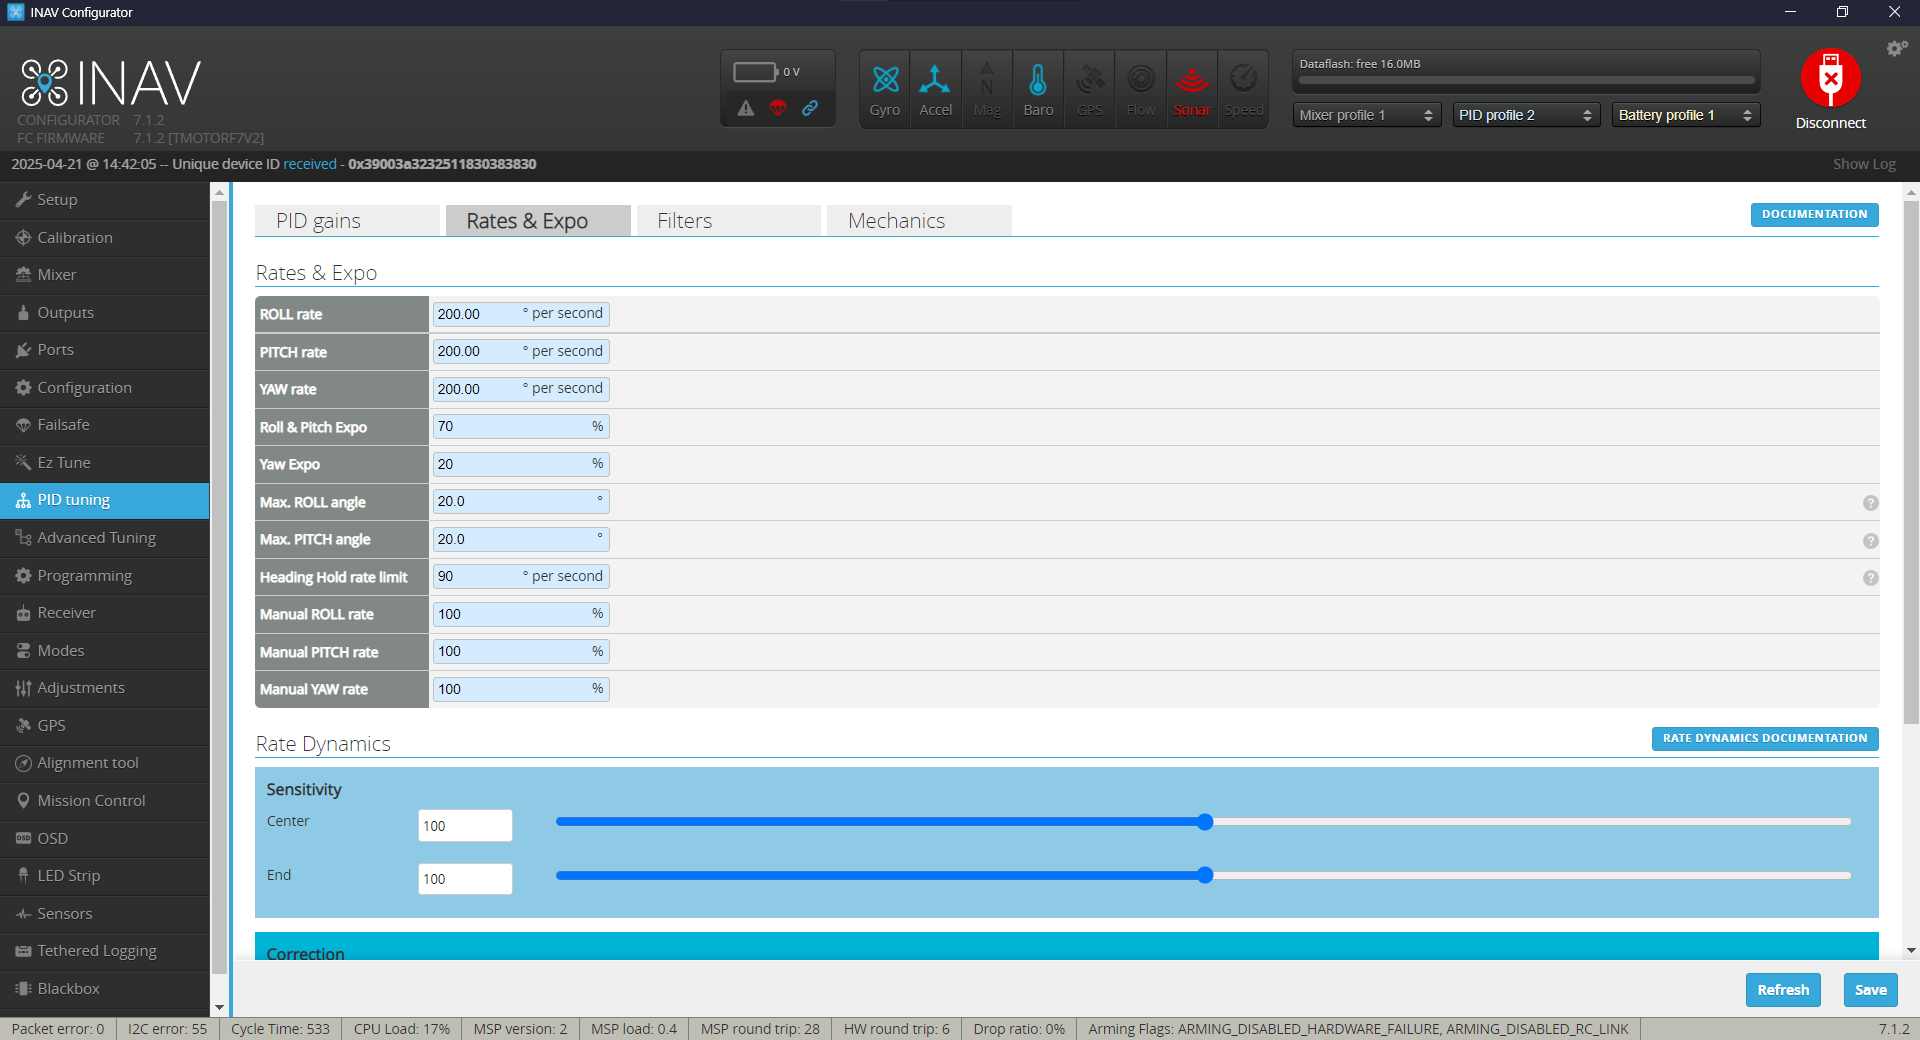 INAV Configurator
INAV
CONFIGURATOR 7.1.2
FC FIRMWARE 7.1.2 [TMOTORF7V2]
0 V
Gyro
Accel
N
Mag
Baro
GPS
Flow
Sonar
Speed
Dataflash: free 16.0MB
Mixer profile 1
PID profile 2
Battery profile 1
Disconnect
2025-04-21 @ 14:42:05 -- Unique device ID received - 0x39003a3232511830383830
Show Log
Setup
Calibration
Mixer
Outputs
Ports
Configuration
Failsafe
Ez Tune
PID tuning
Advanced Tuning
Programming
Receiver
Modes
Adjustments
GPS
Alignment tool
Mission Control
OSD
LED Strip
Sensors
Tethered Logging
Blackbox
PID gains
Rates & Expo
Filters
Mechanics
DOCUMENTATION
Rates & Expo
ROLL rate 200.00 ° per second
PITCH rate 200.00 ° per second
YAW rate 200.00 ° per second
Roll & Pitch Expo 70 %
Yaw Expo 20 %
Max. ROLL angle 20.0 ° ?
Max. PITCH angle 20.0 ° ?
Heading Hold rate limit 90 ° per second ?
Manual ROLL rate 100 %
Manual PITCH rate 100 %
Manual YAW rate 100 %
Rate Dynamics
RATE DYNAMICS DOCUMENTATION
Sensitivity
Center 100
End 100
Correction
Refresh
Save
Packet error: 0
I2C error: 55
Cycle Time: 533
CPU Load: 17%
MSP version: 2
MSP load: 0.4
MSP round trip: 28
HW round trip: 6
Drop ratio: 0%
Arming Flags: ARMING_DISABLED_HARDWARE_FAILURE, ARMING_DISABLED_RC_LINK
7.1.2